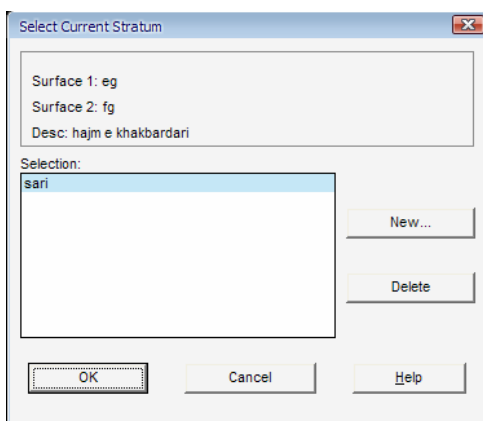 Select Current Stratum
Surface 1: eg
Surface 2: fg
Desc: hajm e khakbardari
Selection:
sari
New...
Delete
OK
Cancel
Help